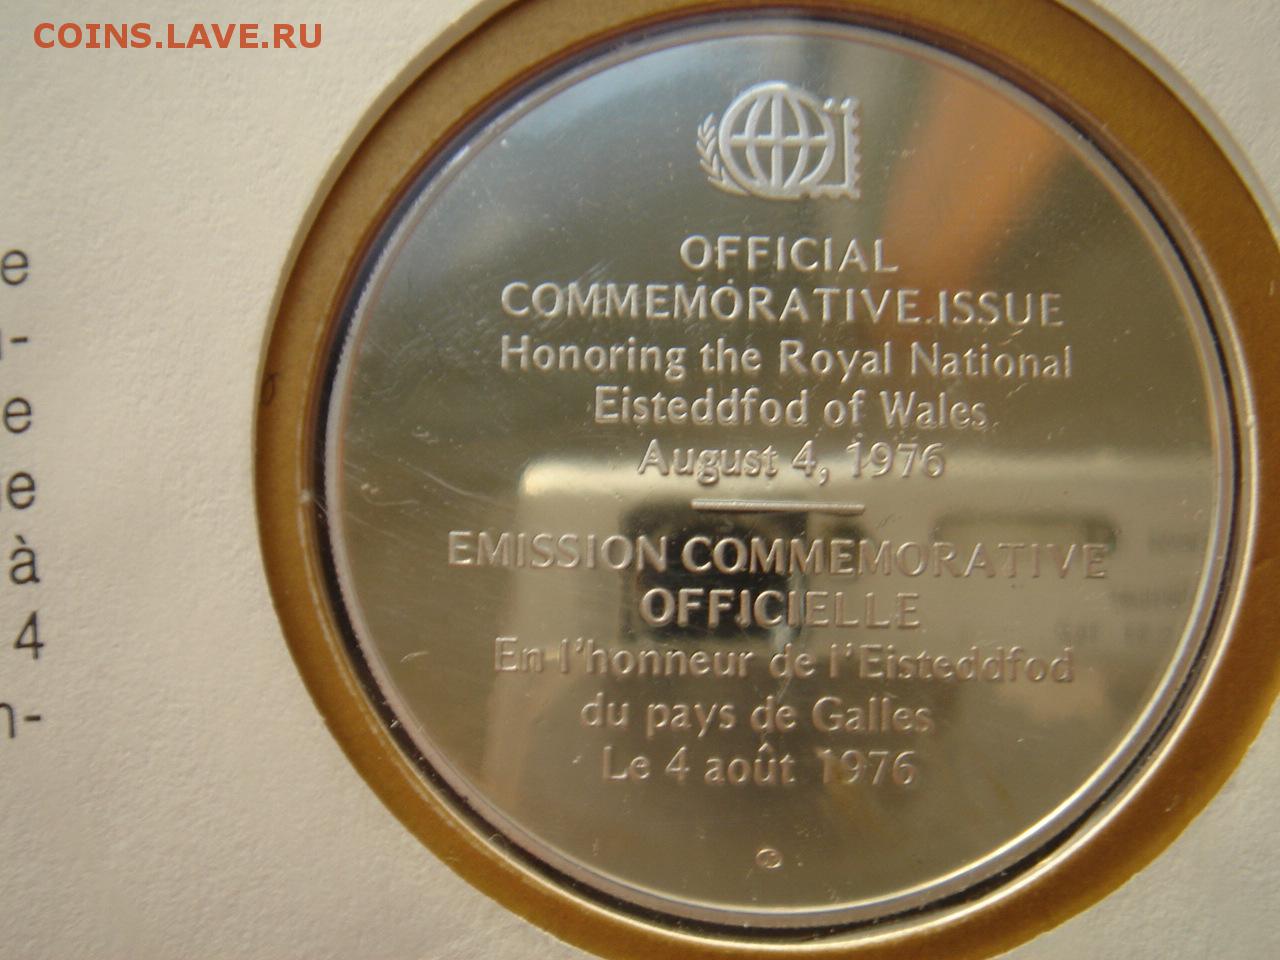 COINS.LAVE.RU
e
-
e
e
à
4
n-
OFFICIAL
COMMEMORATIVE ISSUE
Honoring the Royal National
Eisteddfod of Wales
August 4, 1976
EMISSION COMMEMORATIVE
OFFICIELLE
En l'honneur de l'Eisteddfod
du pays de Galles
Le 4 août 1976